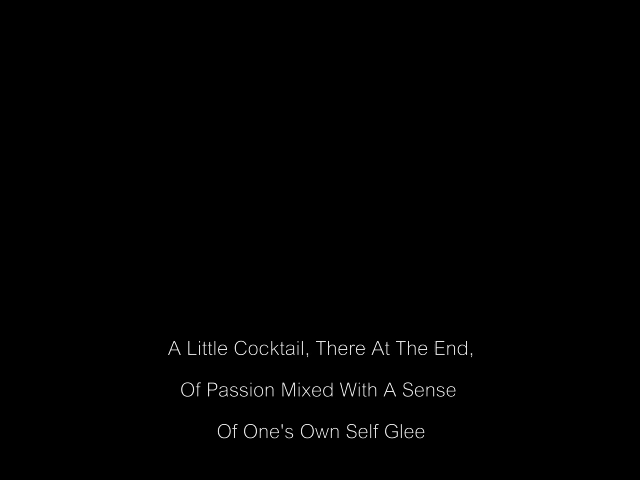 A Little Cocktail, There At The End,
Of Passion Mixed With A Sense
Of One's Own Self Glee